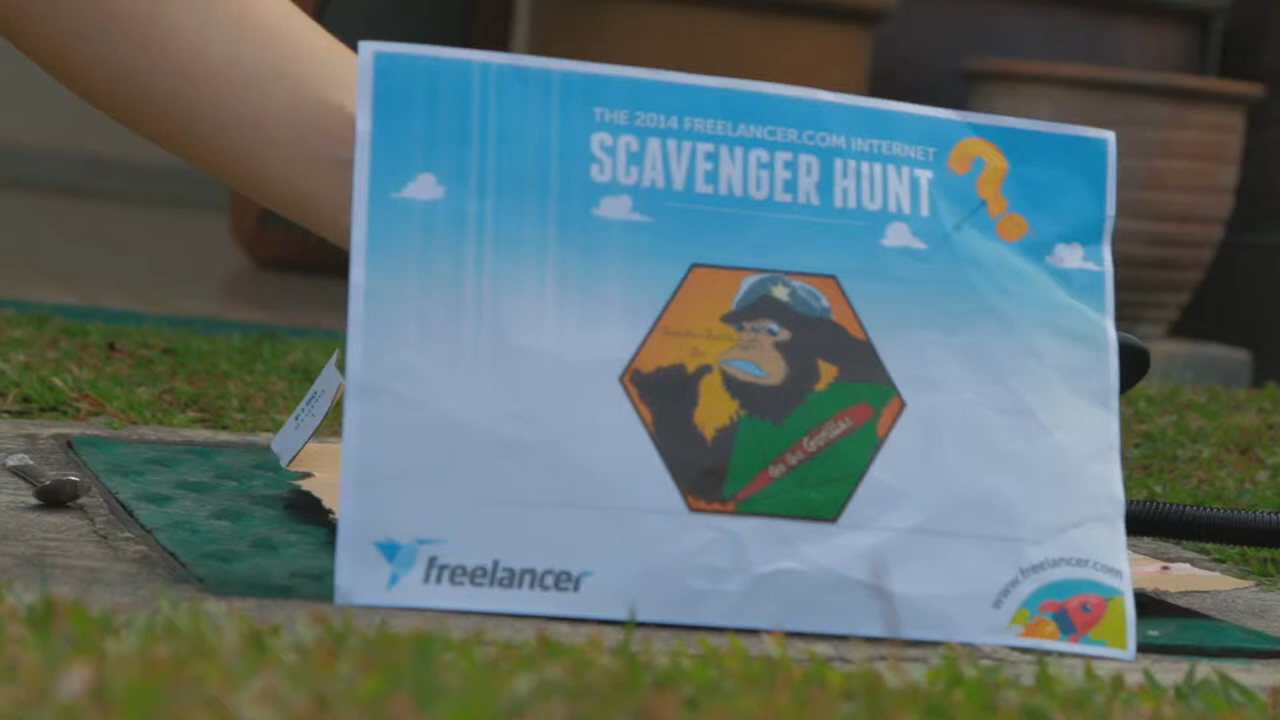 THE 2014 FREELANCER.COM INTERNET
SCAVENGER HUNT
?
Go Go Gorillas
freelancer
www.freelancer.com